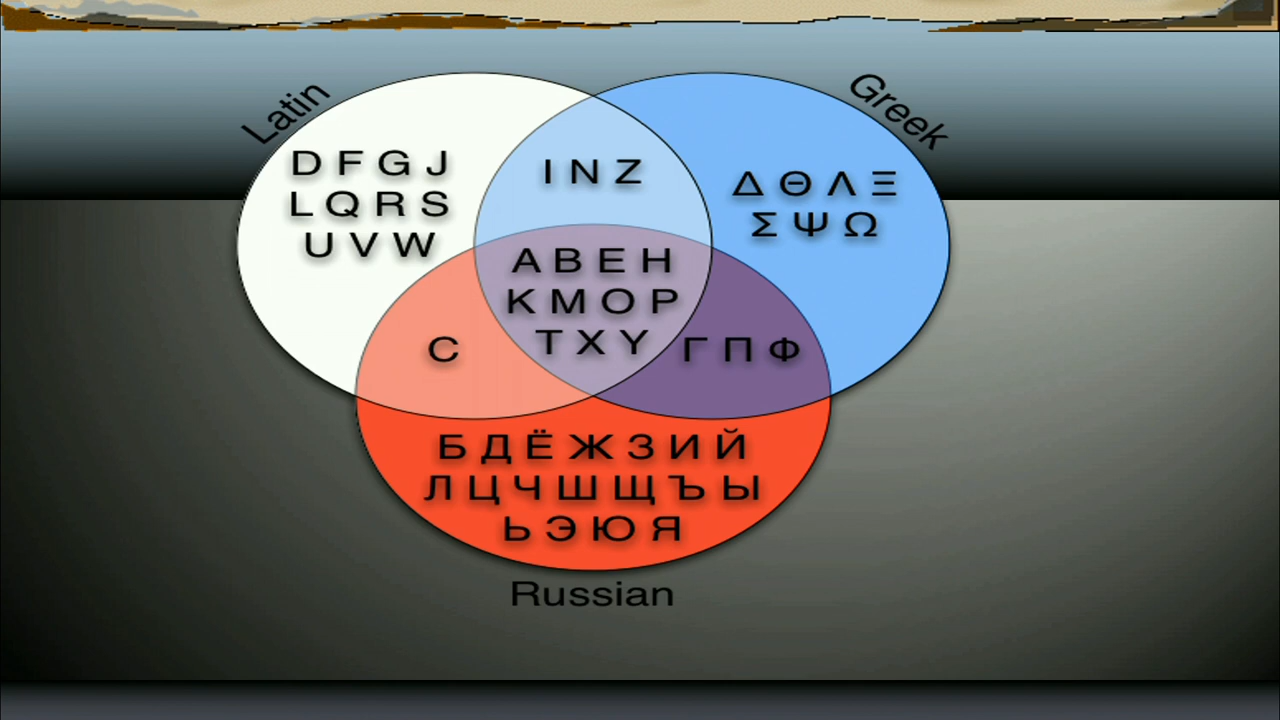 Latin
Greek
D F G J
L Q R S
U V W
I N Z
Δ Θ Λ Ξ
Σ Ψ Ω
A B E H
K M O P
T X Y
C
Г П Ф
Б Д Ё Ж З И Й
Л Ц Ч Ш Щ Ъ Ы
Ь Э Ю Я
Russian